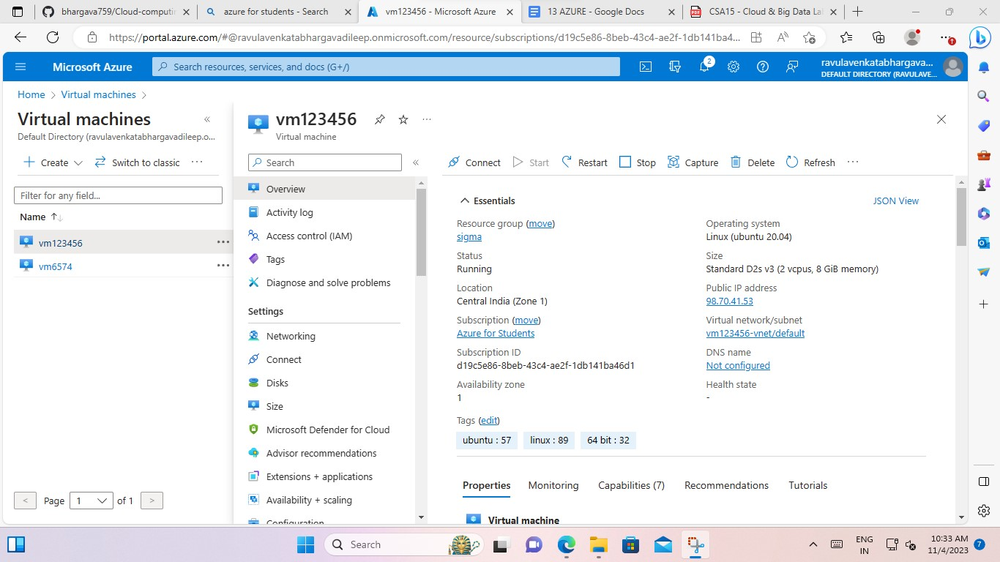 bhargava759/Cloud-computin
azure for students - Search
vm123456 - Microsoft Azure
13 AZURE - Google Docs
CSA15 - Cloud & Big Data Lab
https://portal.azure.com/#@ravulavenkatabhargavadileep.onmicrosoft.com/resource/subscriptions/d19c5e86-8beb-43c4-ae2f-1db141ba4...
Microsoft Azure
Search resources, services, and docs (G+/)
2
ravulavenkatabhargava...
DEFAULT DIRECTORY (RAVULAVE...
Home > Virtual machines >
Virtual machines
Default Directory (ravulavenkatabhargavadileep.o...
Create
Switch to classic
Filter for any field...
Name
vm123456
vm6574
< Page 1 of 1 >
vm123456
Virtual machine
Search
Overview
Activity log
Access control (IAM)
Tags
Diagnose and solve problems
Settings
Networking
Connect
Disks
Size
Microsoft Defender for Cloud
Advisor recommendations
Extensions + applications
Availability + scaling
Configuration
Connect Start Restart Stop Capture Delete Refresh
Essentials
JSON View
Resource group (move)
sigma
Status
Running
Location
Central India (Zone 1)
Subscription (move)
Azure for Students
Subscription ID
d19c5e86-8beb-43c4-ae2f-1db141ba46d1
Availability zone
1
Operating system
Linux (ubuntu 20.04)
Size
Standard D2s v3 (2 vcpus, 8 GiB memory)
Public IP address
98.70.41.53
Virtual network/subnet
vm123456-vnet/default
DNS name
Not configured
Health state
-
Tags (edit)
ubuntu : 57 linux : 89 64 bit : 32
Properties Monitoring Capabilities (7) Recommendations Tutorials
Virtual machine
Search
ENG
IN
10:33 AM
11/4/2023
7